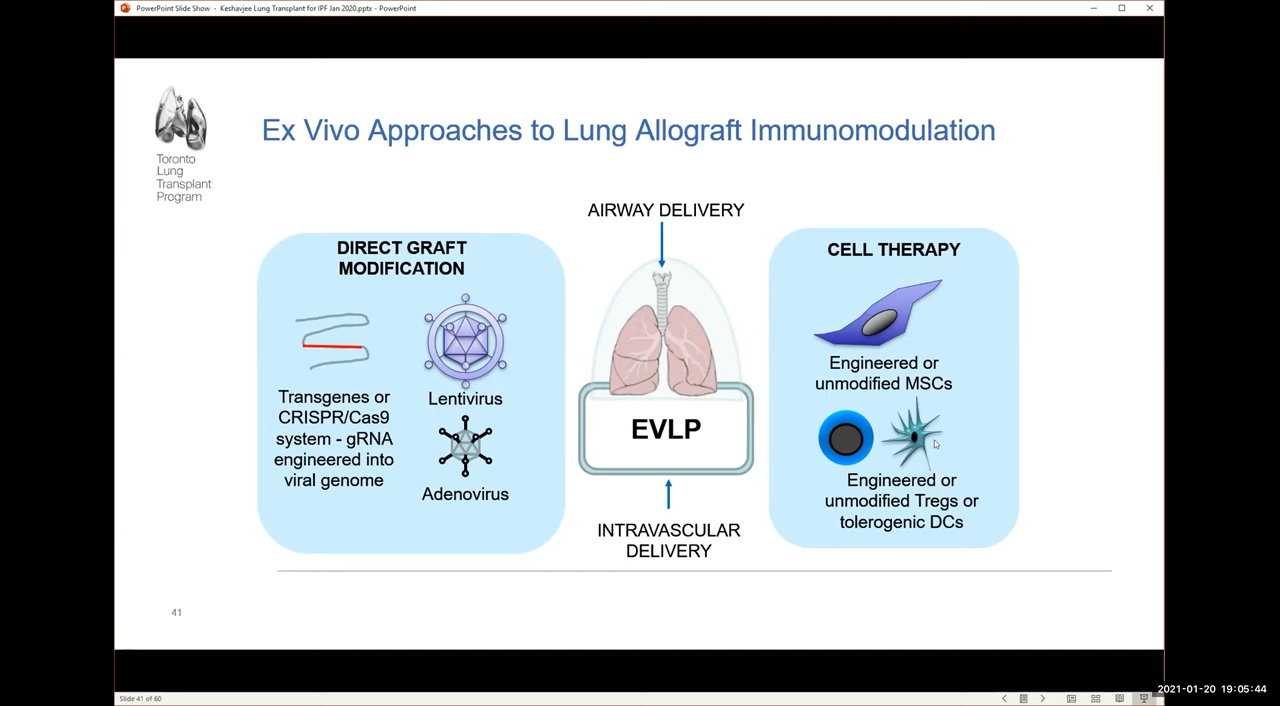 PowerPoint Slide Show - Keshavjee Lung Transplant for IPF Jan 2020.pptx - PowerPoint
Toronto
Lung
Transplant
Program
Ex Vivo Approaches to Lung Allograft Immunomodulation
DIRECT GRAFT
MODIFICATION
Transgenes or
CRISPR/Cas9
system - gRNA
engineered into
viral genome
Lentivirus
Adenovirus
AIRWAY DELIVERY
EVLP
INTRAVASCULAR
DELIVERY
CELL THERAPY
Engineered or
unmodified MSCs
Engineered or
unmodified Tregs or
tolerogenic DCs
41
Slide 41 of 60
2021-01-20 19:05:44